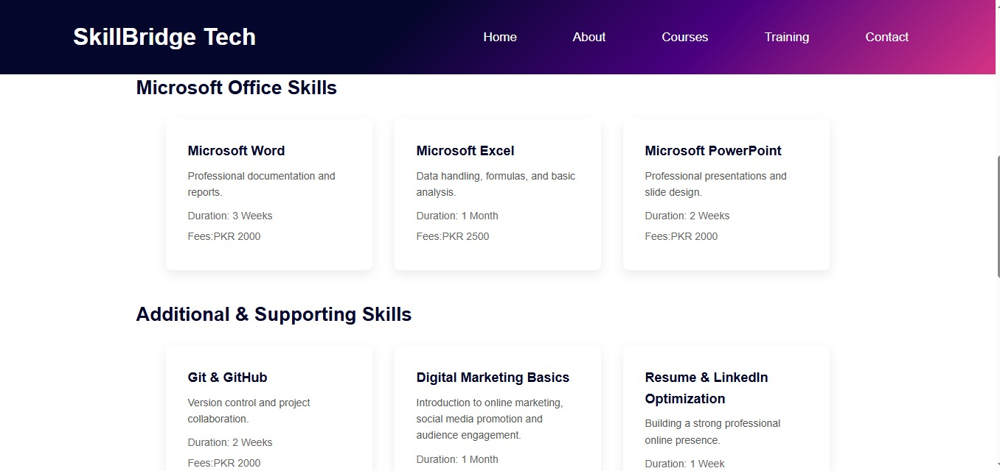 SkillBridge Tech
Home
About
Courses
Training
Contact
Microsoft Office Skills
Microsoft Word
Professional documentation and
reports.
Duration: 3 Weeks
Fees:PKR 2000
Microsoft Excel
Data handling, formulas, and basic
analysis.
Duration: 1 Month
Fees:PKR 2500
Microsoft PowerPoint
Professional presentations and
slide design.
Duration: 2 Weeks
Fees:PKR 2000
Additional & Supporting Skills
Git & GitHub
Version control and project
collaboration.
Duration: 2 Weeks
Fees:PKR 2000
Digital Marketing Basics
Introduction to online marketing,
social media promotion and
audience engagement.
Duration: 1 Month
Resume & LinkedIn
Optimization
Building a strong professional
online presence.
Duration: 1 Week